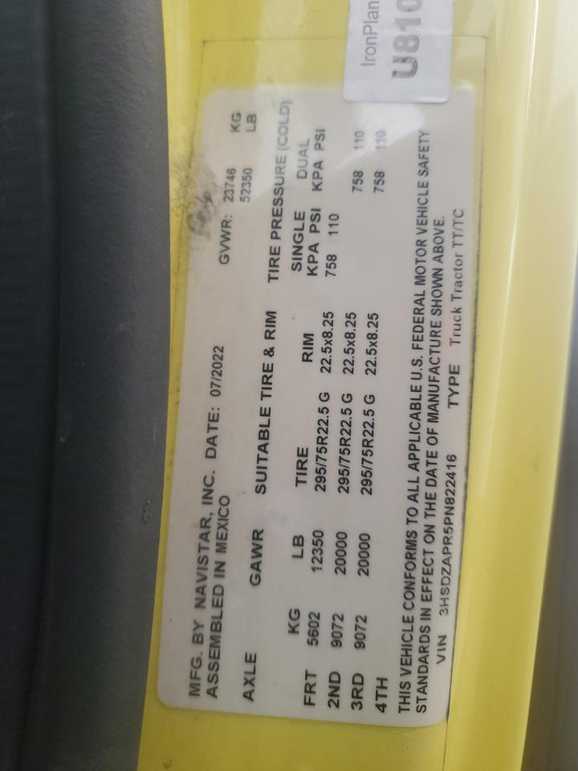 IronPlan
U810
MFG. BY NAVISTAR, INC. DATE: 07/2022
ASSEMBLED IN MEXICO
GVWR: 23746 KG
52350 LB
AXLE GAWR SUITABLE TIRE & RIM TIRE PRESSURE (COLD)
SINGLE DUAL
KG LB TIRE RIM KPA PSI KPA PSI
FRT 5602 12350 295/75R22.5 G 22.5x8.25 758 110
2ND 9072 20000 295/75R22.5 G 22.5x8.25 758 110
3RD 9072 20000 295/75R22.5 G 22.5x8.25 758 110
4TH
THIS VEHICLE CONFORMS TO ALL APPLICABLE U.S. FEDERAL MOTOR VEHICLE SAFETY
STANDARDS IN EFFECT ON THE DATE OF MANUFACTURE SHOWN ABOVE.
VIN 3HSDZAPR5PN822416 TYPE Truck Tractor TT/TC